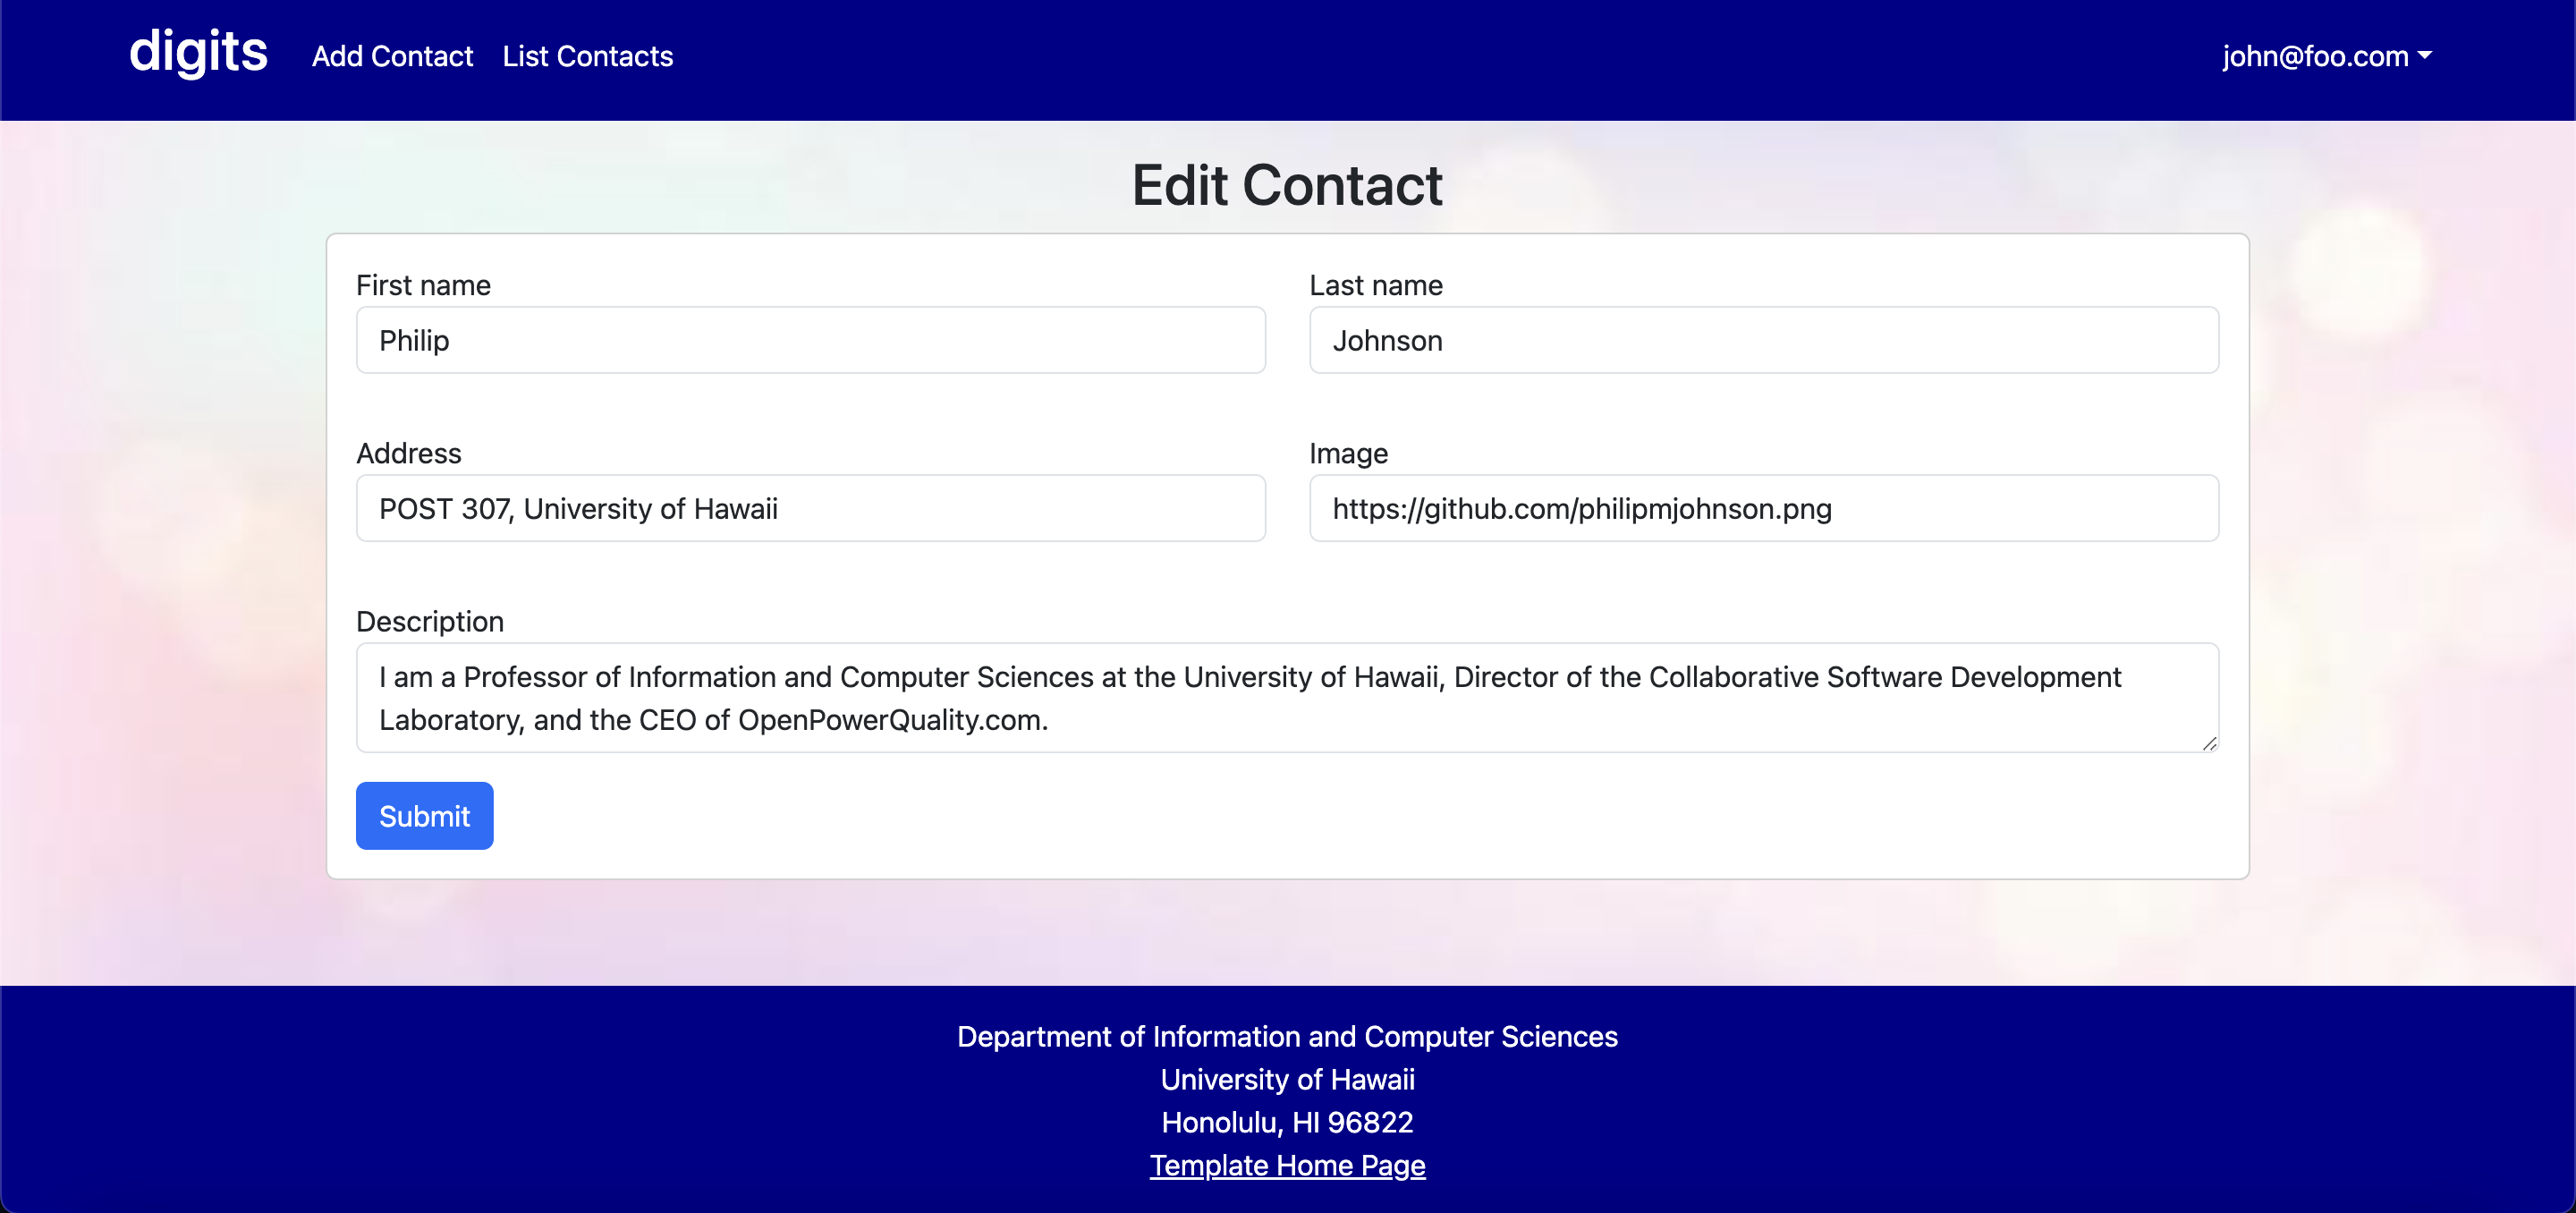 digits Add Contact List Contacts john@foo.com
Edit Contact
First name Last name
Philip Johnson
Address Image
POST 307, University of Hawaii https://github.com/philipmjohnson.png
Description
I am a Professor of Information and Computer Sciences at the University of Hawaii, Director of the Collaborative Software Development
Laboratory, and the CEO of OpenPowerQuality.com.
Submit
Department of Information and Computer Sciences
University of Hawaii
Honolulu, HI 96822
Template Home Page